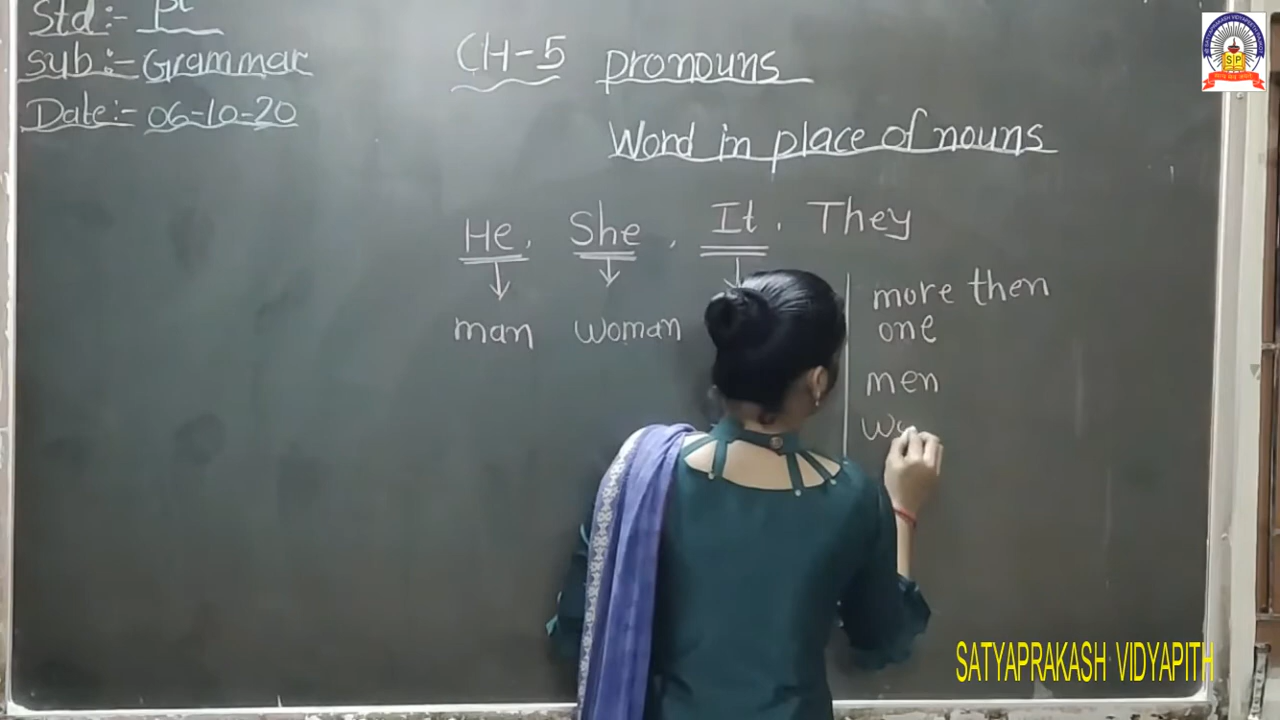 Std:-
Sub:- Grammar
Date:- 06-10-20
CH-5 pronouns
Word in place of nouns
He, She, It, They
man woman
more then
one
men
SP
SATYAPRAKASH VIDYAPITH